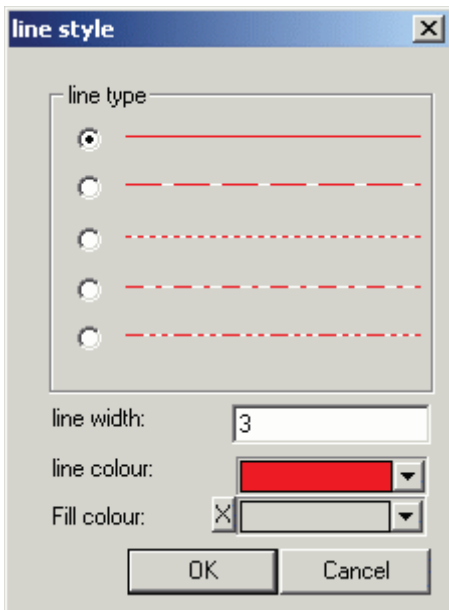 line style
line type
line width: 3
line colour:
Fill colour: X
OK Cancel